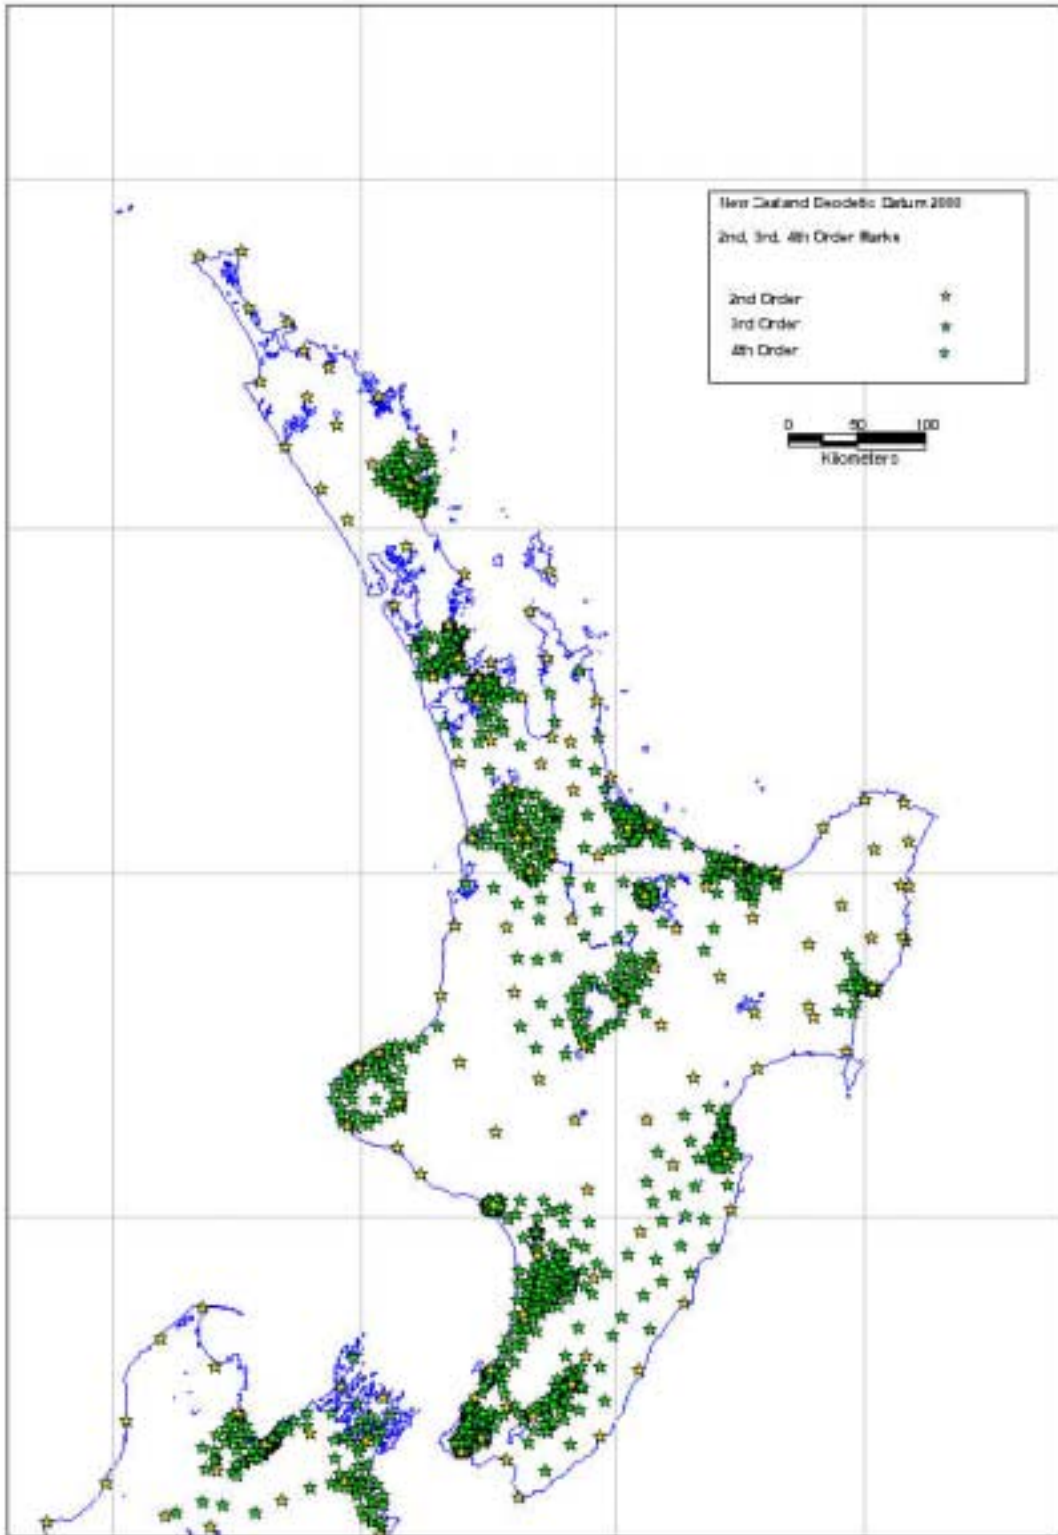 New Zealand Geodetic Datum 2000
2nd, 3rd, 4th Order Marks
2nd Order
3rd Order
4th Order
0 50 100
Kilometers